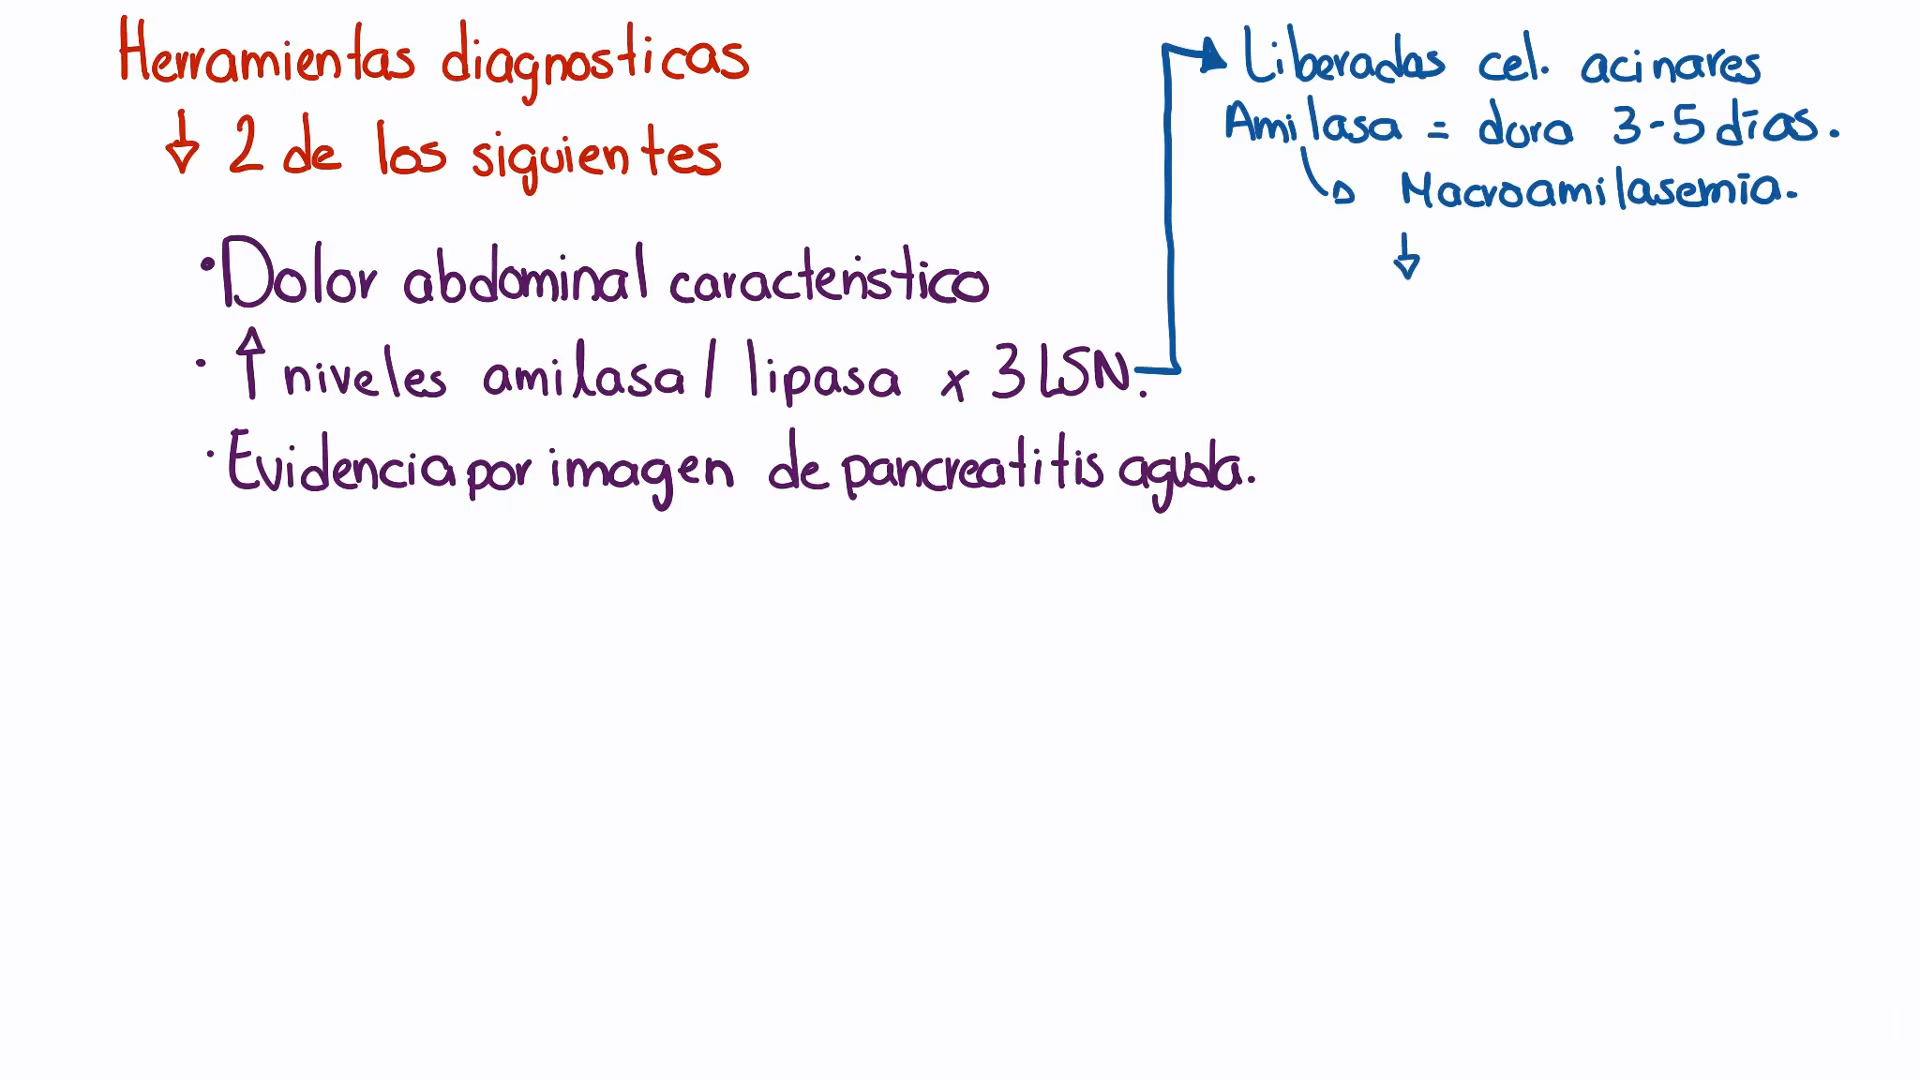 Herramientas diagnosticas
↓ 2 de los siguientes
• Dolor abdominal característico
• ↑ niveles amilasa / lipasa x 3 LSN.
• Evidencia por imagen de pancreatitis aguda.
Liberadas cel. acinares
Amilasa = dura 3-5 días.
Macroamilasemia.
↓